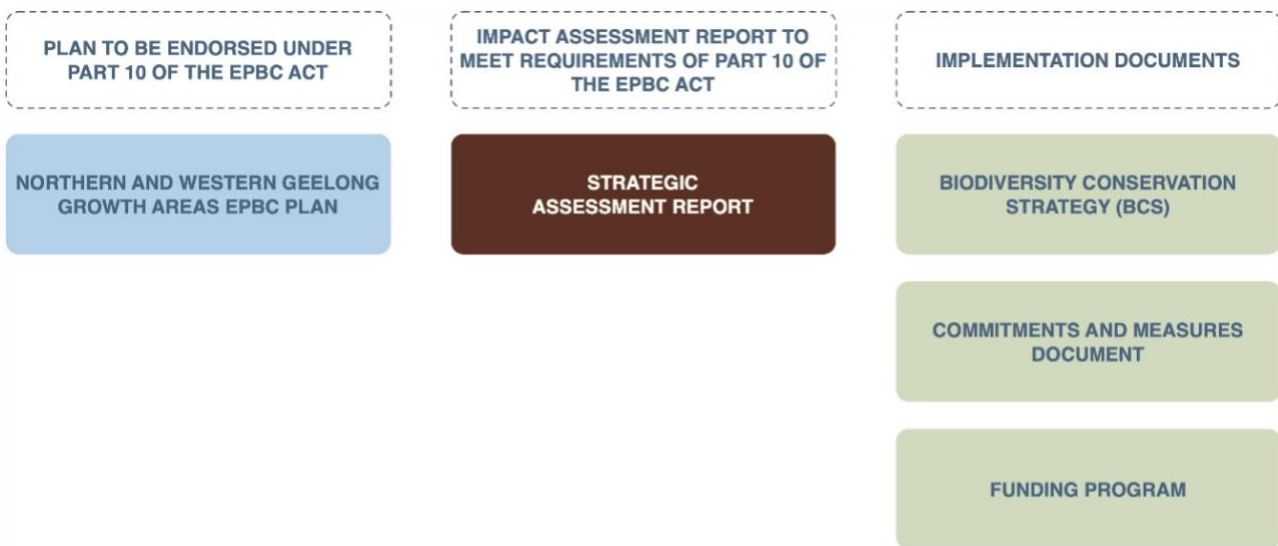 PLAN TO BE ENDORSED UNDER
PART 10 OF THE EPBC ACT
IMPACT ASSESSMENT REPORT TO
MEET REQUIREMENTS OF PART 10 OF
THE EPBC ACT
IMPLEMENTATION DOCUMENTS
NORTHERN AND WESTERN GEELONG
GROWTH AREAS EPBC PLAN
STRATEGIC
ASSESSMENT REPORT
BIODIVERSITY CONSERVATION
STRATEGY (BCS)
COMMITMENTS AND MEASURES
DOCUMENT
FUNDING PROGRAM